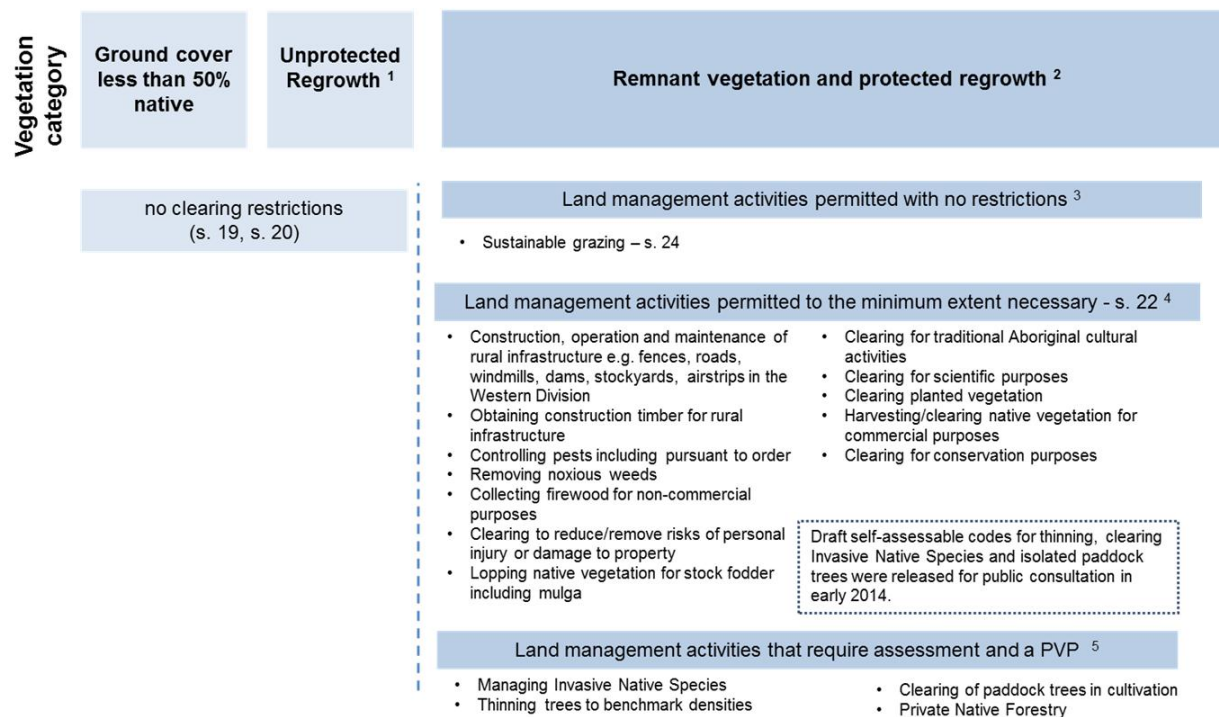 Vegetation
category
Ground cover
less than 50%
native
Unprotected
Regrowth 1
Remnant vegetation and protected regrowth 2
no clearing restrictions
(s. 19, s. 20)
Land management activities permitted with no restrictions 3
• Sustainable grazing – s. 24
Land management activities permitted to the minimum extent necessary - s. 22 4
• Construction, operation and maintenance of
rural infrastructure e.g. fences, roads,
windmills, dams, stockyards, airstrips in the
Western Division
• Obtaining construction timber for rural
infrastructure
• Controlling pests including pursuant to order
• Removing noxious weeds
• Collecting firewood for non-commercial
purposes
• Clearing to reduce/remove risks of personal
injury or damage to property
• Lopping native vegetation for stock fodder
including mulga
• Clearing for traditional Aboriginal cultural
activities
• Clearing for scientific purposes
• Clearing planted vegetation
• Harvesting/clearing native vegetation for
commercial purposes
• Clearing for conservation purposes
Draft self-assessable codes for thinning, clearing
Invasive Native Species and isolated paddock
trees were released for public consultation in
early 2014.
Land management activities that require assessment and a PVP 5
• Managing Invasive Native Species
• Thinning trees to benchmark densities
• Clearing of paddock trees in cultivation
• Private Native Forestry